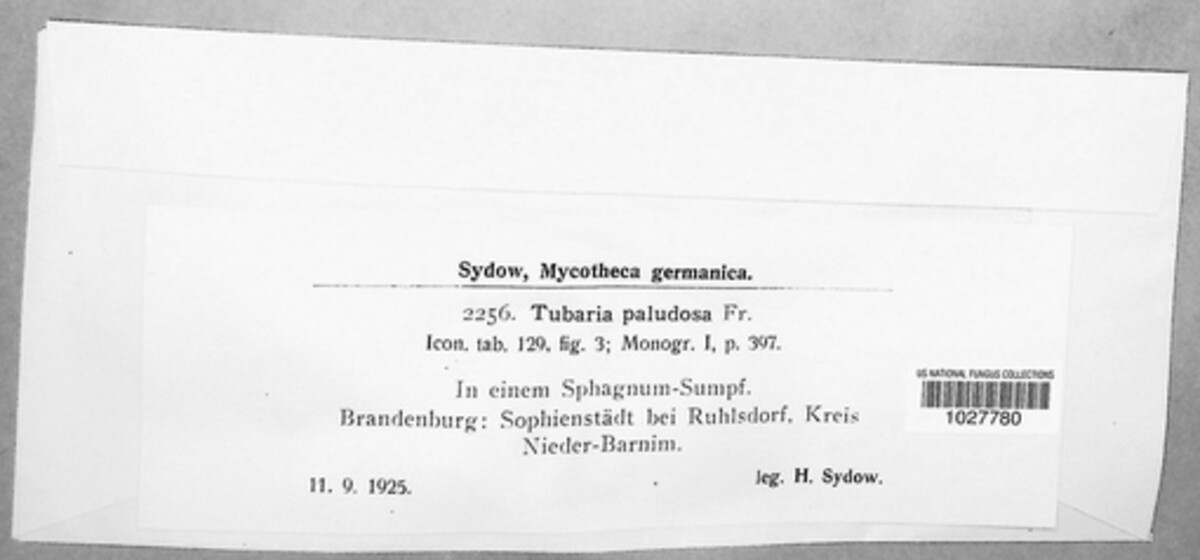 Sydow, Mycotheca germanica.
2256. Tubaria paludosa Fr.
Icon. tab. 129, fig. 3; Monogr. I, p. 397.
In einem Sphagnum-Sumpf.
Brandenburg: Sophienstädt bei Ruhlsdorf, Kreis
Nieder-Barnim.
11. 9. 1925.
leg. H. Sydow.
US NATIONAL FUNGUS COLLECTIONS
1027780